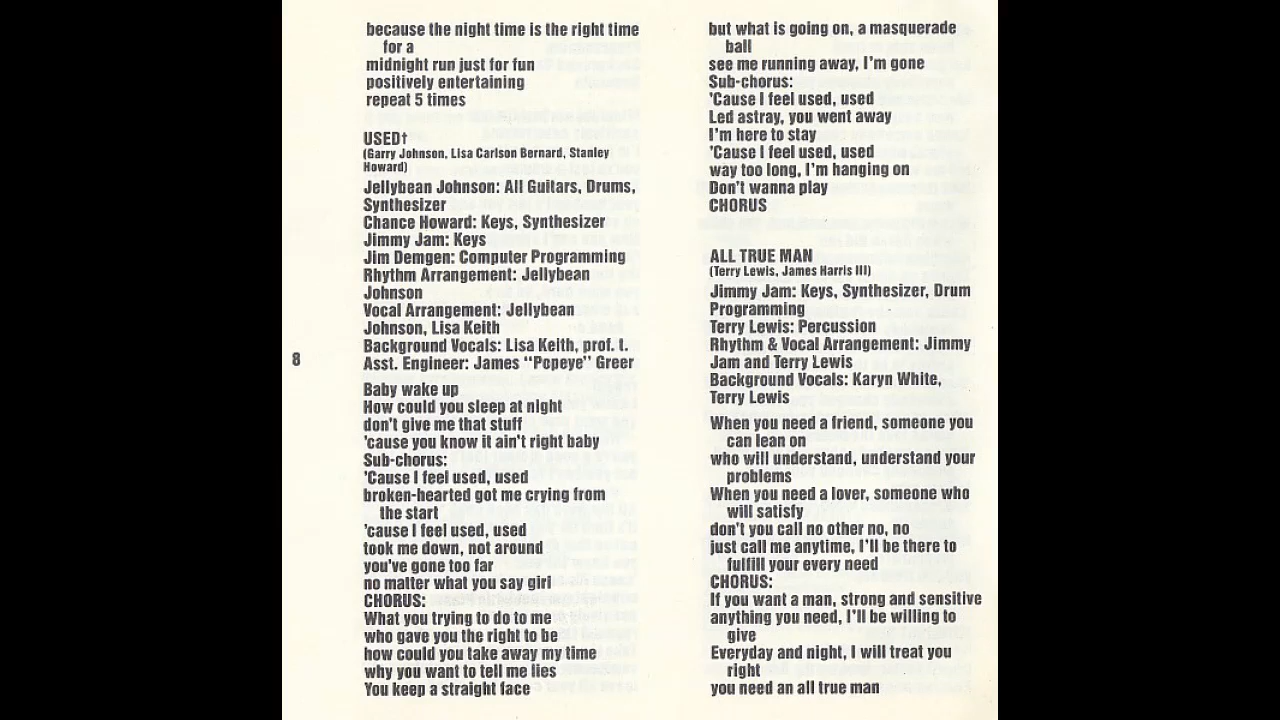 because the night time is the right time
for a
midnight run just for fun
positively entertaining
repeat 5 times
USED†
(Garry Johnson, Lisa Carlson Bernard, Stanley
Howard)
Jellybean Johnson: All Guitars, Drums,
Synthesizer
Chance Howard: Keys, Synthesizer
Jimmy Jam: Keys
Jim Demgen: Computer Programming
Rhythm Arrangement: Jellybean
Johnson
Vocal Arrangement: Jellybean
Johnson, Lisa Keith
Background Vocals: Lisa Keith, prof. t.
Asst. Engineer: James "Popeye" Greer
8
Baby wake up
How could you sleep at night
don't give me that stuff
'cause you know it ain't right baby
Sub-chorus:
'Cause I feel used, used
broken-hearted got me crying from
the start
'cause I feel used, used
took me down, not around
you've gone too far
no matter what you say girl
CHORUS:
What you trying to do to me
who gave you the right to be
how could you take away my time
why you want to tell me lies
You keep a straight face
but what is going on, a masquerade
ball
see me running away, I'm gone
Sub-chorus:
'Cause I feel used, used
Led astray, you went away
I'm here to stay
'Cause I feel used, used
way too long, I'm hanging on
Don't wanna play
CHORUS
ALL TRUE MAN
(Terry Lewis, James Harris III)
Jimmy Jam: Keys, Synthesizer, Drum
Programming
Terry Lewis: Percussion
Rhythm & Vocal Arrangement: Jimmy
Jam and Terry Lewis
Background Vocals: Karyn White,
Terry Lewis
When you need a friend, someone you
can lean on
who will understand, understand your
problems
When you need a lover, someone who
will satisfy
don't you call no other no, no
just call me anytime, I'll be there to
fulfill your every need
CHORUS:
If you want a man, strong and sensitive
anything you need, I'll be willing to
give
Everyday and night, I will treat you
right
you need an all true man